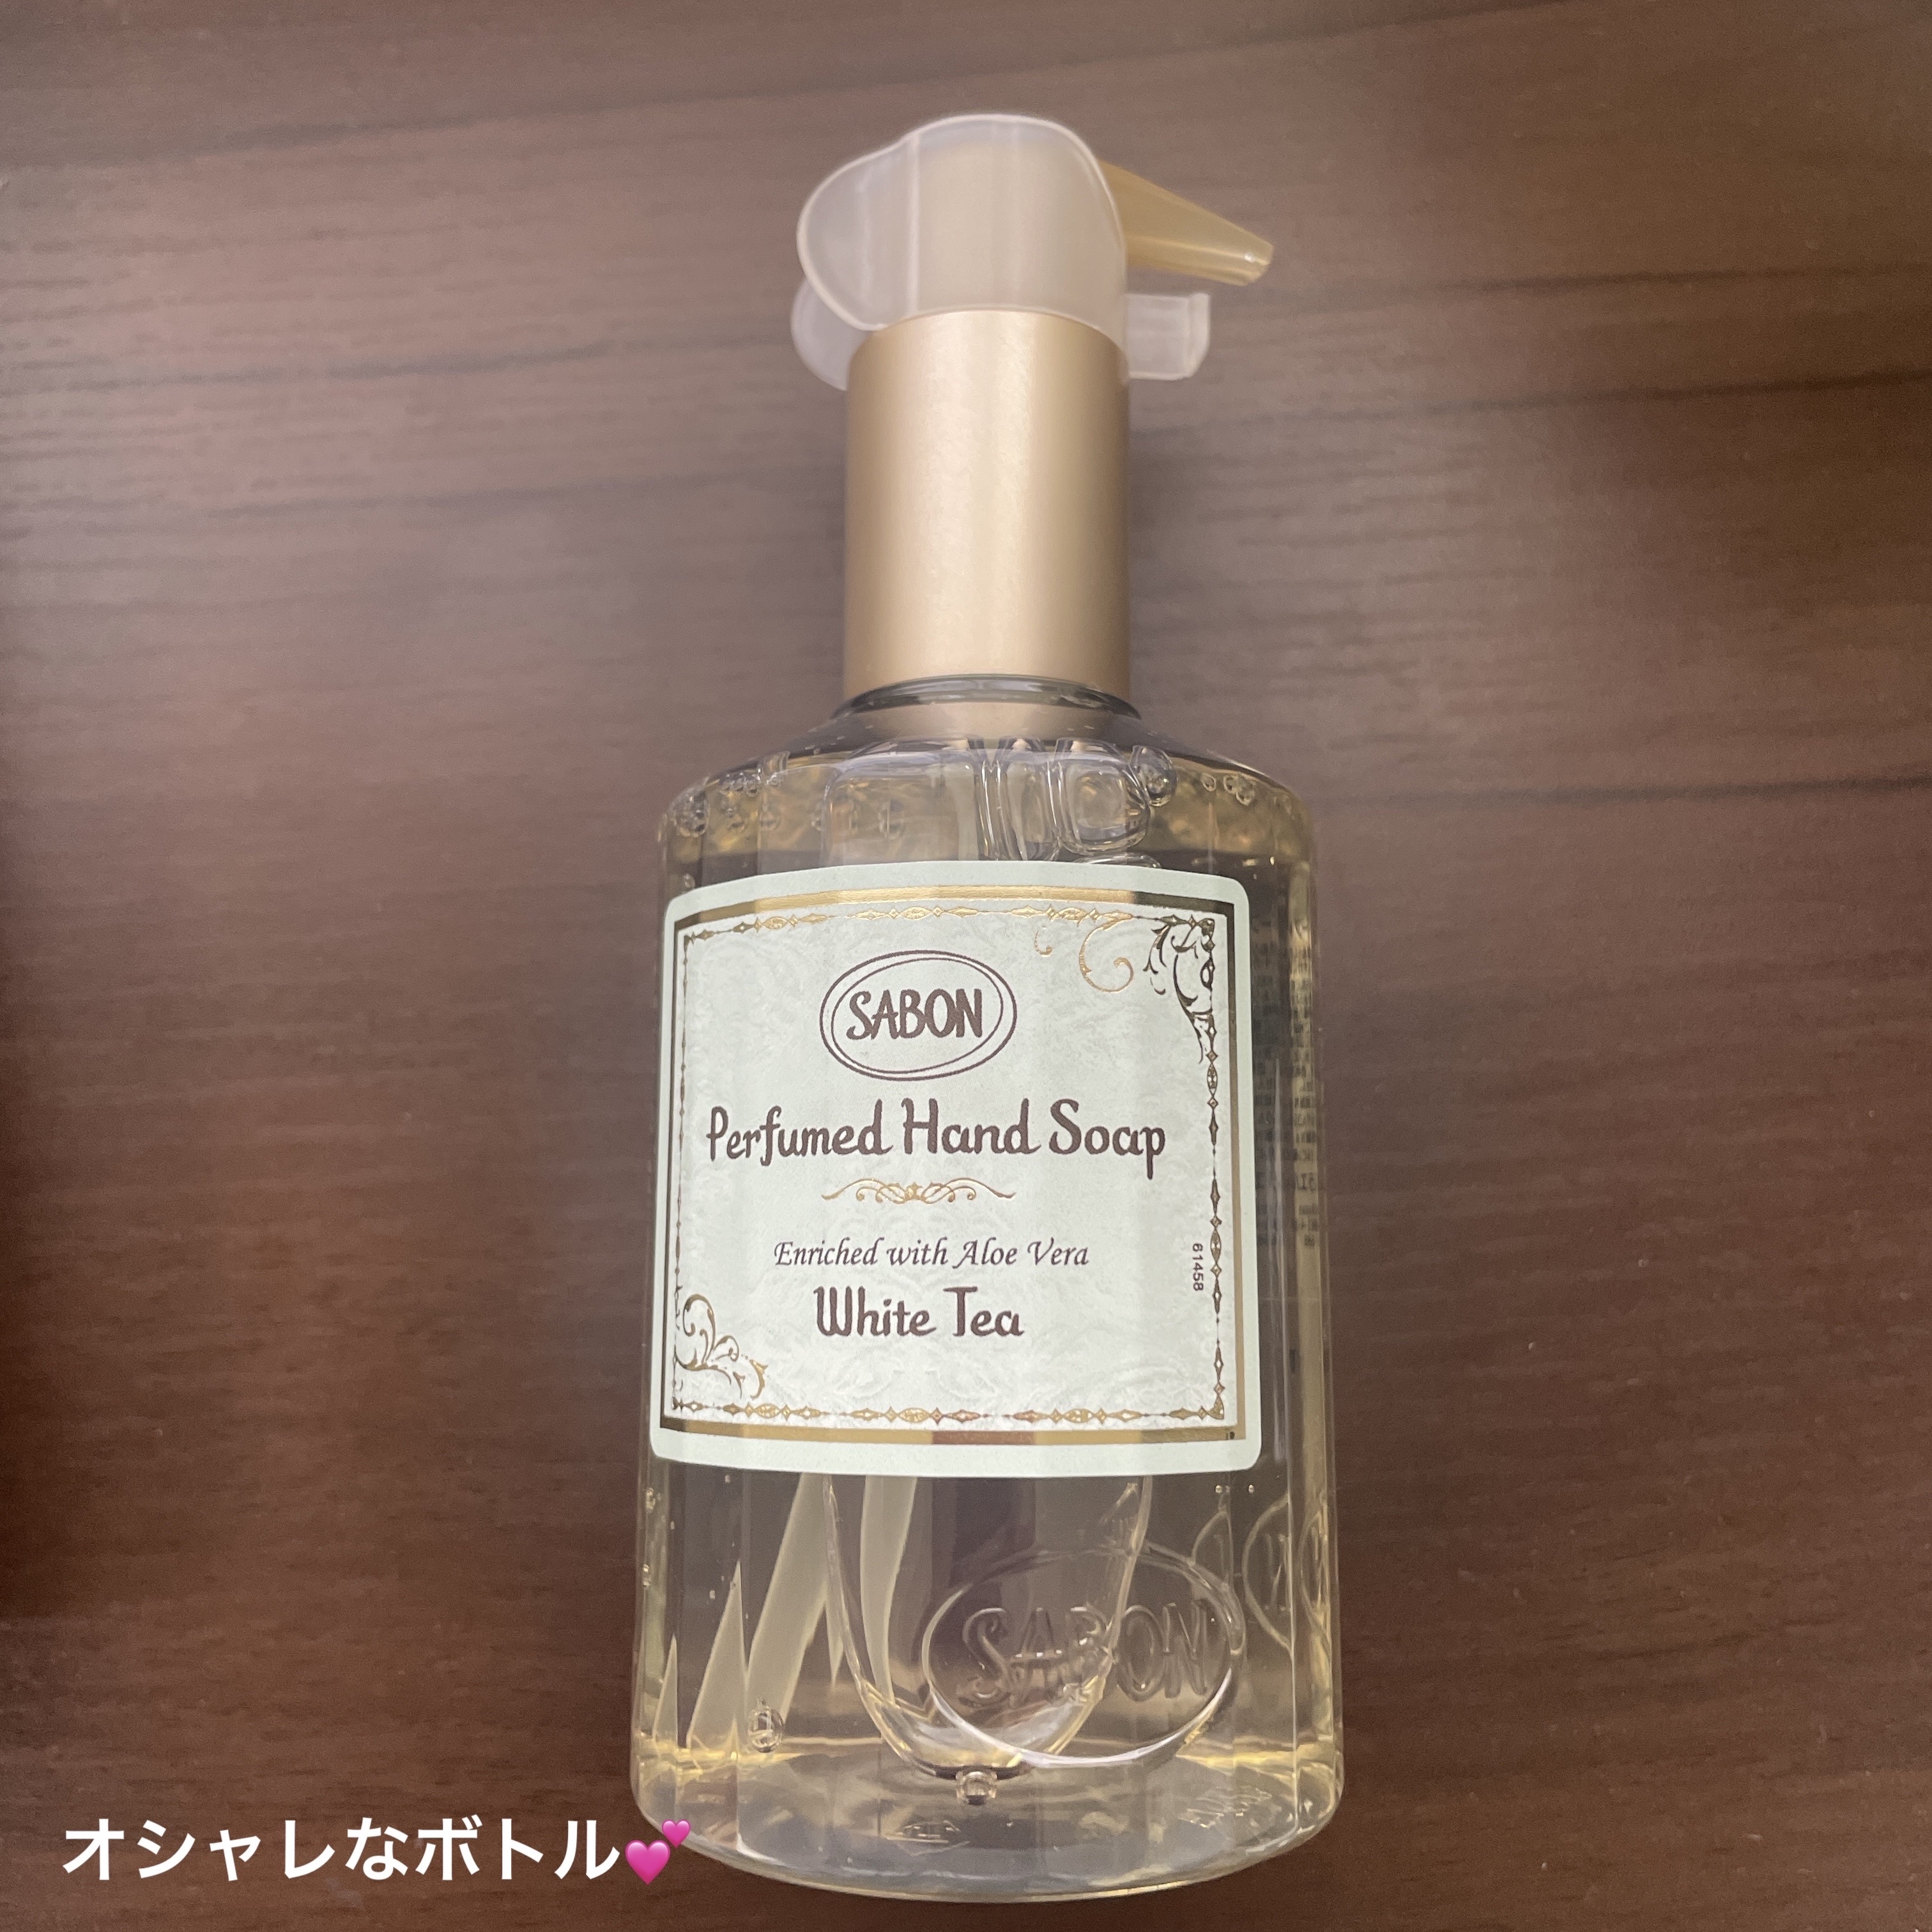 SABON
Perfumed Hand Soap
Enriched with Aloe Vera
White Tea
61458
SABON
オシャレなボトル💕